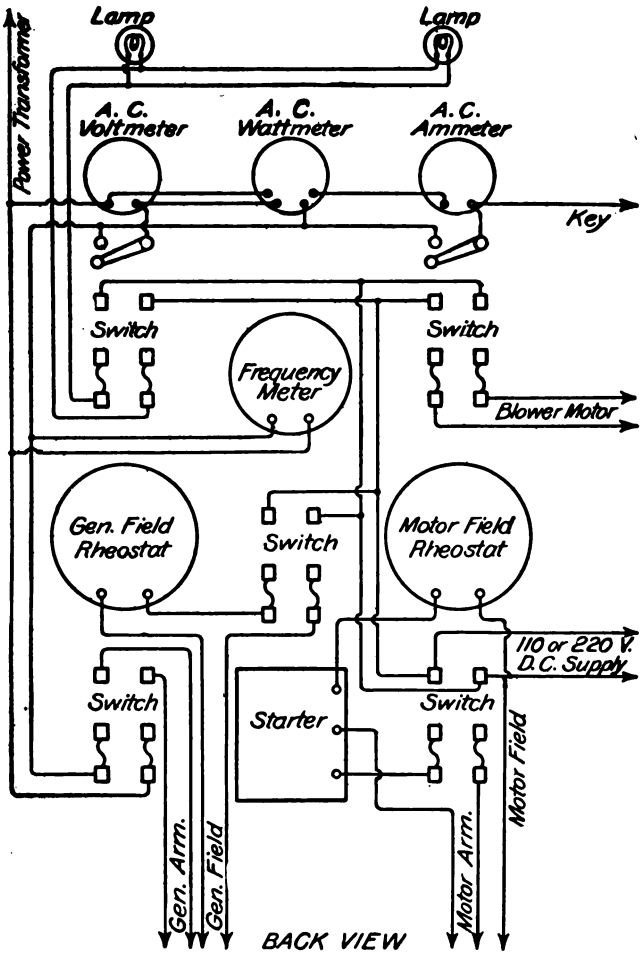 Lamp
Lamp
Power Transformer
A. C.
Voltmeter
A. C.
Wattmeter
A. C.
Ammeter
Key
Switch
Switch
Frequency
Meter
Blower Motor
Gen. Field
Rheostat
Switch
Motor Field
Rheostat
110 or 220 V.
D.C. Supply
Switch
Starter
Switch
Motor Field
Gen. Arm.
Gen. Field
Motor Arm.
BACK VIEW